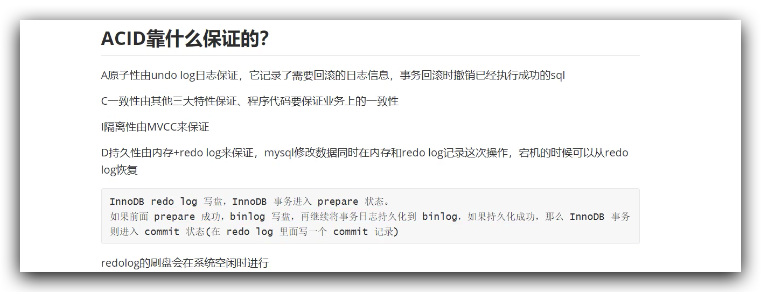 ACID靠什么保证的?
A原子性由undo log日志保证，它记录了需要回滚的日志信息，事务回滚时撤销已经执行成功的sql
C一致性由其他三大特性保证、程序代码要保证业务上的一致性
I隔离性由MVCC来保证
D持久性由内存+redo log来保证，mysql修改数据同时在内存和redo log记录这次操作，宕机的时候可以从redo
log恢复
InnoDB redo log 写盘，InnoDB 事务进入 prepare 状态。
如果前面 prepare 成功，binlog 写盘，再继续将事务日志持久化到 binlog，如果持久化成功，那么 InnoDB 事务
则进入 commit 状态(在 redo log 里面写一个 commit 记录)
redolog的刷盘会在系统空闲时进行